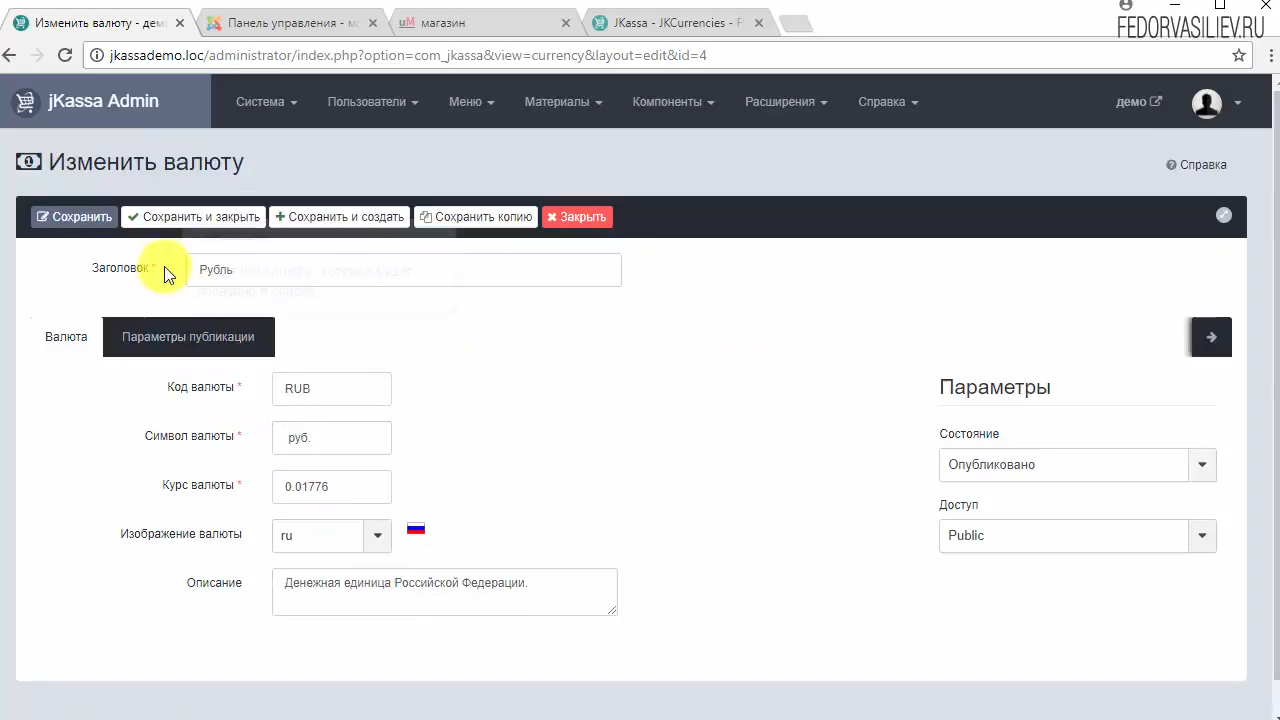 Изменить валюту - дем
Панель управления - ма
uM магазин
JKassa - JKCurrencies - F
FEDORVASILIEV.RU
jkassademo.loc/administrator/index.php?option=com_jkassa&view=currency&layout=edit&id=4
jKassa Admin
Система
Пользователи
Меню
Материалы
Компоненты
Расширения
Справка
демо
Изменить валюту
Справка
Сохранить
Сохранить и закрыть
Сохранить и создать
Сохранить копию
Закрыть
Заголовок *
Рубль
Валюта
Параметры публикации
Код валюты *
RUB
Символ валюты *
руб.
Курс валюты *
0.01776
Изображение валюты
ru
Описание
Денежная единица Российской Федерации.
Параметры
Состояние
Опубликовано
Доступ
Public